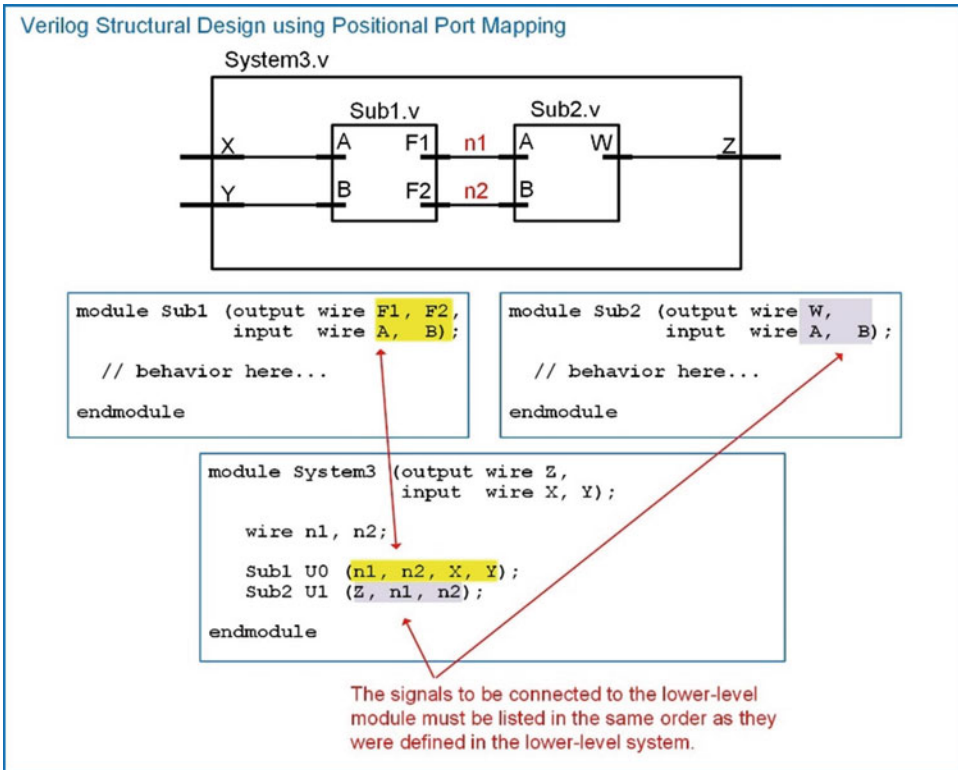 Verilog Structural Design using Positional Port Mapping
System3.v
Sub1.v
Sub2.v
X
A
F1
n1
A
W
Z
Y
B
F2
n2
B
module Sub1 (output wire F1, F2,
input wire A, B);
// behavior here...
endmodule
module Sub2 (output wire W,
input wire A, B);
// behavior here...
endmodule
module System3 (output wire Z,
input wire X, Y);
wire n1, n2;
Sub1 U0 (n1, n2, X, Y);
Sub2 U1 (Z, n1, n2);
endmodule
The signals to be connected to the lower-level
module must be listed in the same order as they
were defined in the lower-level system.